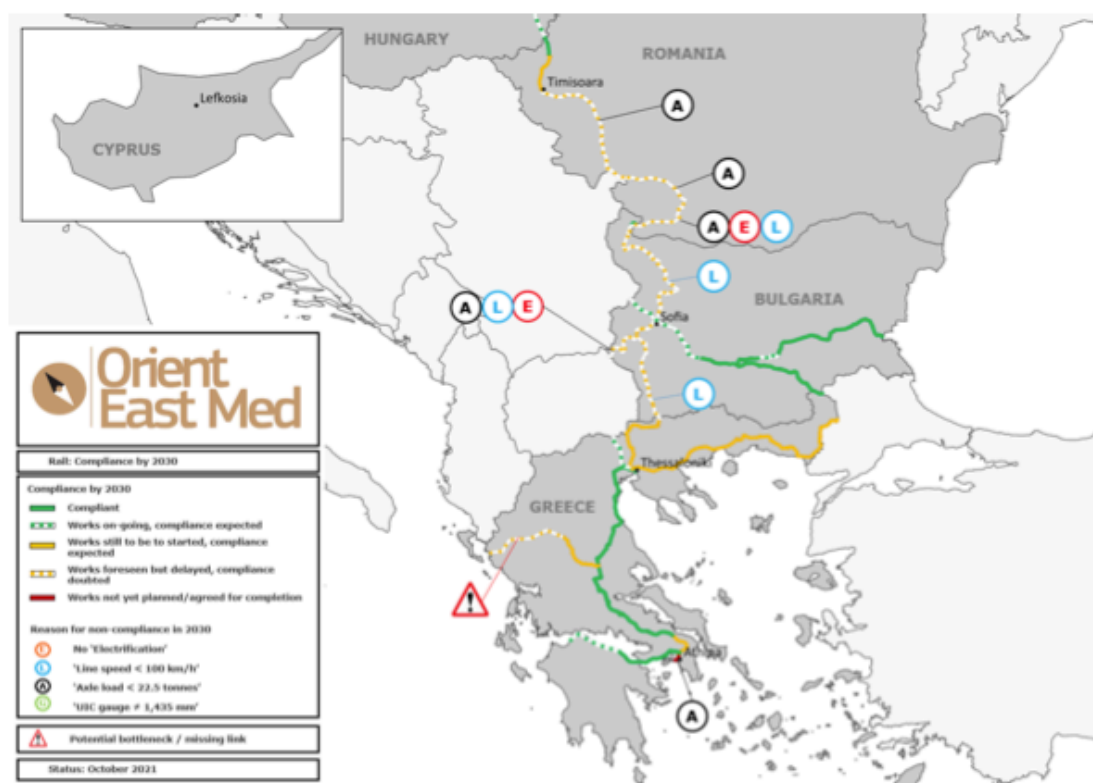 HUNGARY
ROMANIA
Timisoara
Lefkosia
CYPRUS
A
A
A E L
L
BULGARIA
A L E
Sofia
L
Thessaloniki
GREECE
A
Orient
East Med
Rail: Compliance by 2030
Compliance by 2030
Compliant
Works on-going, compliance expected
Works still to be to started, compliance
expected
Works foreseen but delayed, compliance
doubted
Works not yet planned/agreed for completion
Reason for non-compliance in 2030
E No 'Electrification'
L 'Line speed < 100 km/h'
A 'Axle load < 22.5 tonnes'
'UIC gauge ≠ 1,435 mm'
! Potential bottleneck / missing link
Status: October 2021